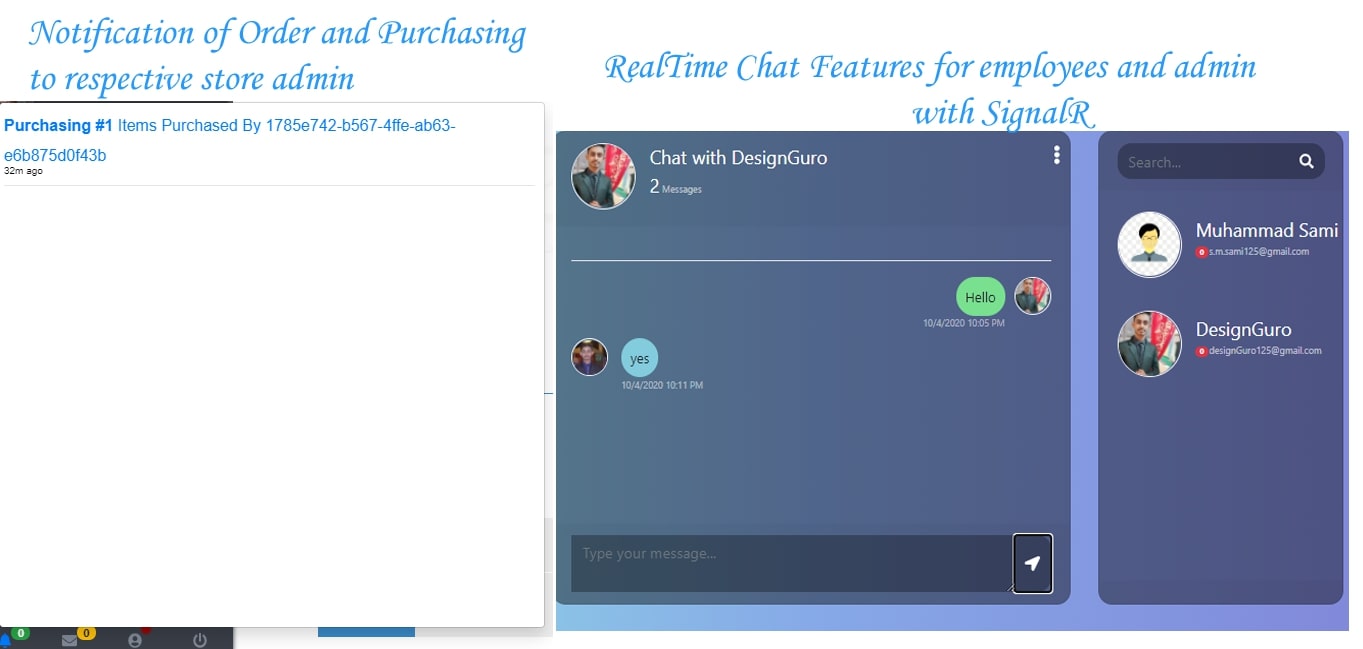 Notification of Order and Purchasing
to respective store admin
Purchasing #1 Items Purchased By 1785e742-b567-4ffe-ab63-
e6b875d0f43b
32m ago
0
0
RealTime Chat Features for employees and admin
with SignalR
Chat with DesignGuro
2 Messages
Hello
10/4/2020 10:05 PM
yes
10/4/2020 10:11 PM
Type your message...
Search...
Muhammad Sami
0 s.m.sami125@gmail.com
DesignGuro
0 designGuro125@gmail.com